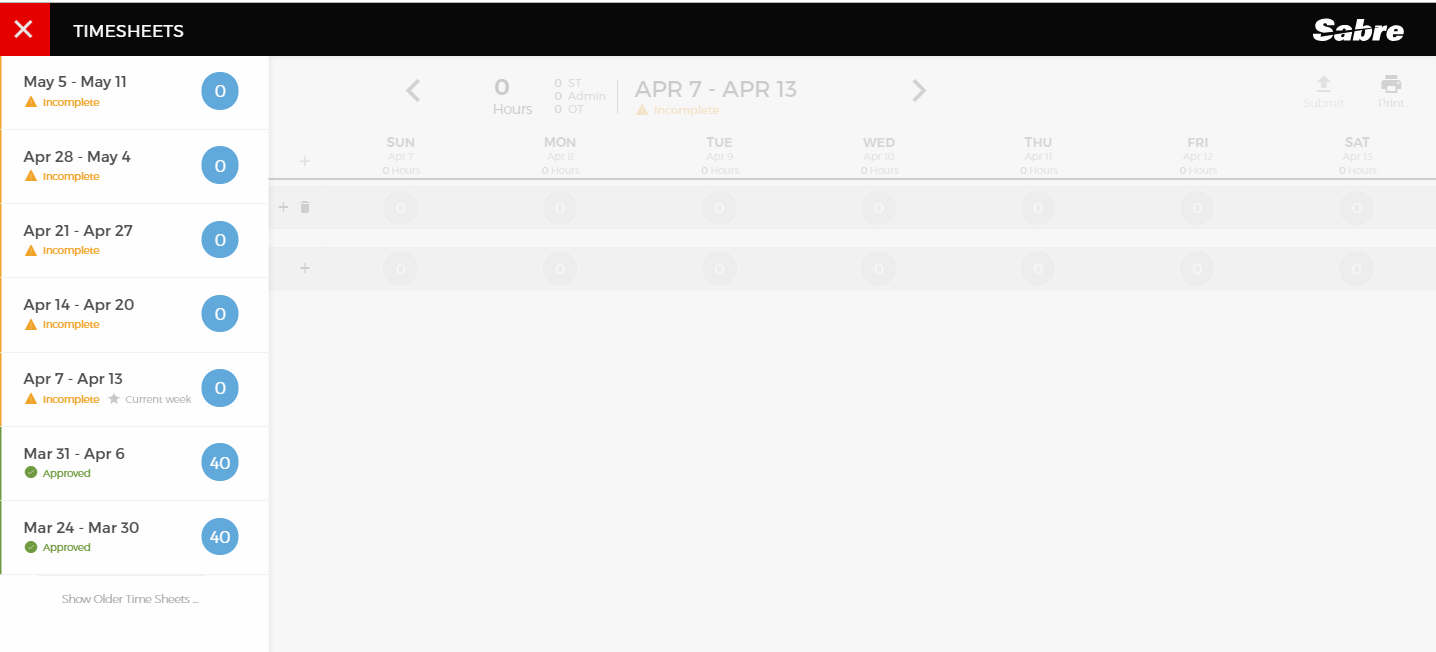 TIMESHEETS
Sabre
May 5 - May 11
0
Incomplete
Apr 28 - May 4
0
Incomplete
Apr 21 - Apr 27
0
Incomplete
Apr 14 - Apr 20
0
Incomplete
Apr 7 - Apr 13
0
Incomplete Current week
Mar 31 - Apr 6
40
Approved
Mar 24 - Mar 30
40
Approved
Show Older Time Sheets ...
0
Hours
0 ST
0 Admin
0 OT
APR 7 - APR 13
Incomplete
Submit
Print
SUN MON TUE WED THU FRI SAT
Apr 7 Apr 8 Apr 9 Apr 10 Apr 11 Apr 12 Apr 13
+
0 Hours 0 Hours 0 Hours 0 Hours 0 Hours 0 Hours 0 Hours
+ 0 0 0 0 0 0 0
+ 0 0 0 0 0 0 0